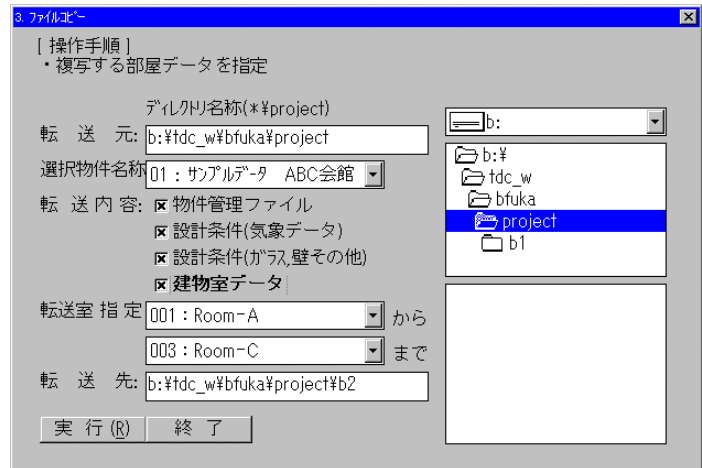 3. ﾌｧｲﾙｺﾋﾟｰ
[ 操作手順 ]
・複写する部屋データを指定
ﾃﾞｨﾚｸﾄﾘ名称(*¥project)
転 送 元: b:¥tdc_w¥bfuka¥project
選択物件名称 01 : ｻﾝﾌﾟﾙﾃﾞｰﾀ ABC会館
転 送 内 容: 物件管理ファイル
設計条件(気象データ)
設計条件(ｶﾞﾗｽ,壁その他)
建物室データ
転送室 指 定 001 : Room-A から
003 : Room-C まで
転 送 先: b:¥tdc_w¥bfuka¥project¥b2
実 行 (R) 終 了
b:
b:¥
tdc_w
bfuka
project
b1